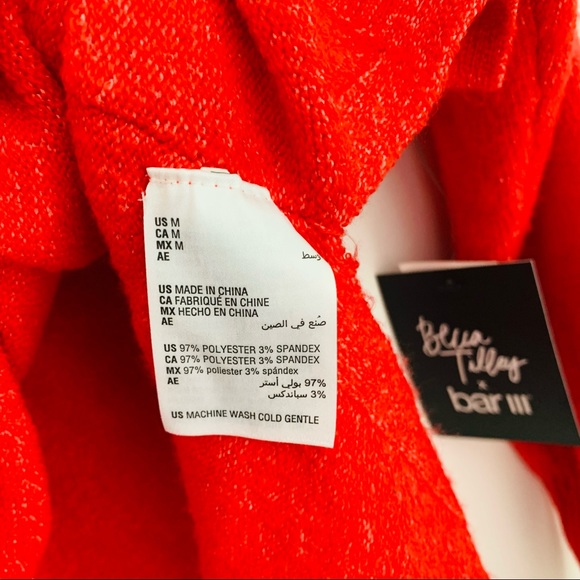 US M
CA M
MX M
AE وسط
US MADE IN CHINA
CA FABRIQUÉ EN CHINE
MX HECHO EN CHINA
AE صُنع في الصين
US 97% POLYESTER 3% SPANDEX
CA 97% POLYESTER 3% SPANDEX
MX 97% poliester 3% spándex
AE 97% بولي أستر
3% سباندكس
US MACHINE WASH COLD GENTLE
Becca
Tilley
x
bar III